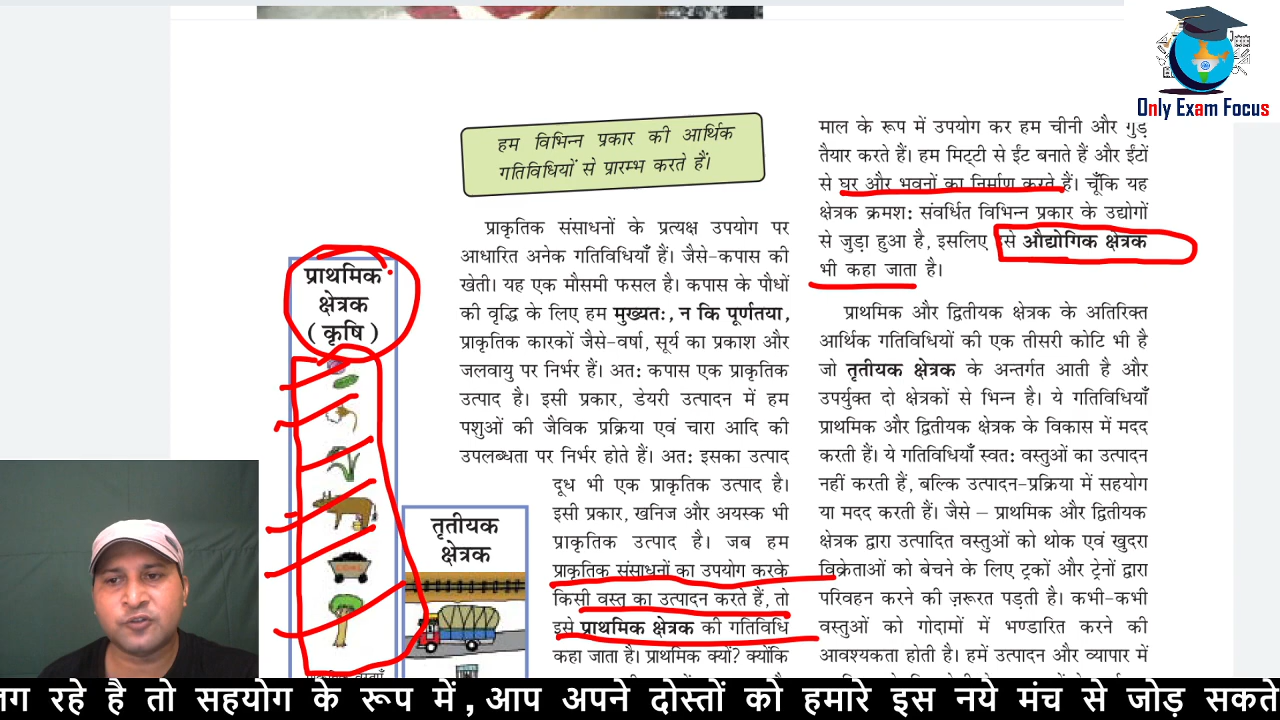 Only Exam Focus
हम विभिन्न प्रकार की आर्थिक
गतिविधियों से प्रारम्भ करते हैं।
प्राथमिक
क्षेत्रक
( कृषि )
प्राकृतिक संसाधनों के प्रत्यक्ष उपयोग पर
आधारित अनेक गतिविधियाँ हैं। जैसे–कपास की
खेती। यह एक मौसमी फसल है। कपास के पौधों
की वृद्धि के लिए हम मुख्यतः, न कि पूर्णतया,
प्राकृतिक कारकों जैसे–वर्षा, सूर्य का प्रकाश और
जलवायु पर निर्भर हैं। अत: कपास एक प्राकृतिक
उत्पाद है। इसी प्रकार, डेयरी उत्पादन में हम
पशुओं की जैविक प्रक्रिया एवं चारा आदि की
उपलब्धता पर निर्भर होते हैं। अत: इसका उत्पाद
दूध भी एक प्राकृतिक उत्पाद है।
इसी प्रकार, खनिज और अयस्क भी
प्राकृतिक उत्पाद है। जब हम
प्राकृतिक संसाधनों का उपयोग करके
किसी वस्त का उत्पादन करते हैं, तो
इसे प्राथमिक क्षेत्रक की गतिविधि
कहा जाता है। प्राथमिक क्यों? क्योंकि
तृतीयक
क्षेत्रक
माल के रूप में उपयोग कर हम चीनी और गुड़
तैयार करते हैं। हम मिट्टी से ईंट बनाते हैं और ईंटों
से घर और भवनों का निर्माण करते हैं। चूँकि यह
क्षेत्रक क्रमश: संवर्धित विभिन्न प्रकार के उद्योगों
से जुड़ा हुआ है, इसलिए इसे औद्योगिक क्षेत्रक
भी कहा जाता है।
प्राथमिक और द्वितीयक क्षेत्रक के अतिरिक्त
आर्थिक गतिविधियों की एक तीसरी कोटि भी है
जो तृतीयक क्षेत्रक के अन्तर्गत आती है और
उपर्युक्त दो क्षेत्रकों से भिन्न है। ये गतिविधियाँ
प्राथमिक और द्वितीयक क्षेत्रक के विकास में मदद
करती हैं। ये गतिविधियाँ स्वत: वस्तुओं का उत्पादन
नहीं करती हैं, बल्कि उत्पादन–प्रक्रिया में सहयोग
या मदद करती हैं। जैसे – प्राथमिक और द्वितीयक
क्षेत्रक द्वारा उत्पादित वस्तुओं को थोक एवं खुदरा
विक्रेताओं को बेचने के लिए ट्रकों और ट्रेनों द्वारा
परिवहन करने की ज़रूरत पड़ती है। कभी–कभी
वस्तुओं को गोदामों में भण्डारित करने की
आवश्यकता होती है। हमें उत्पादन और व्यापार में
रहे है तो सहयोग के रूप में, आप अपने दोस्तों को हमारे इस नये मंच से जोड़ सकते